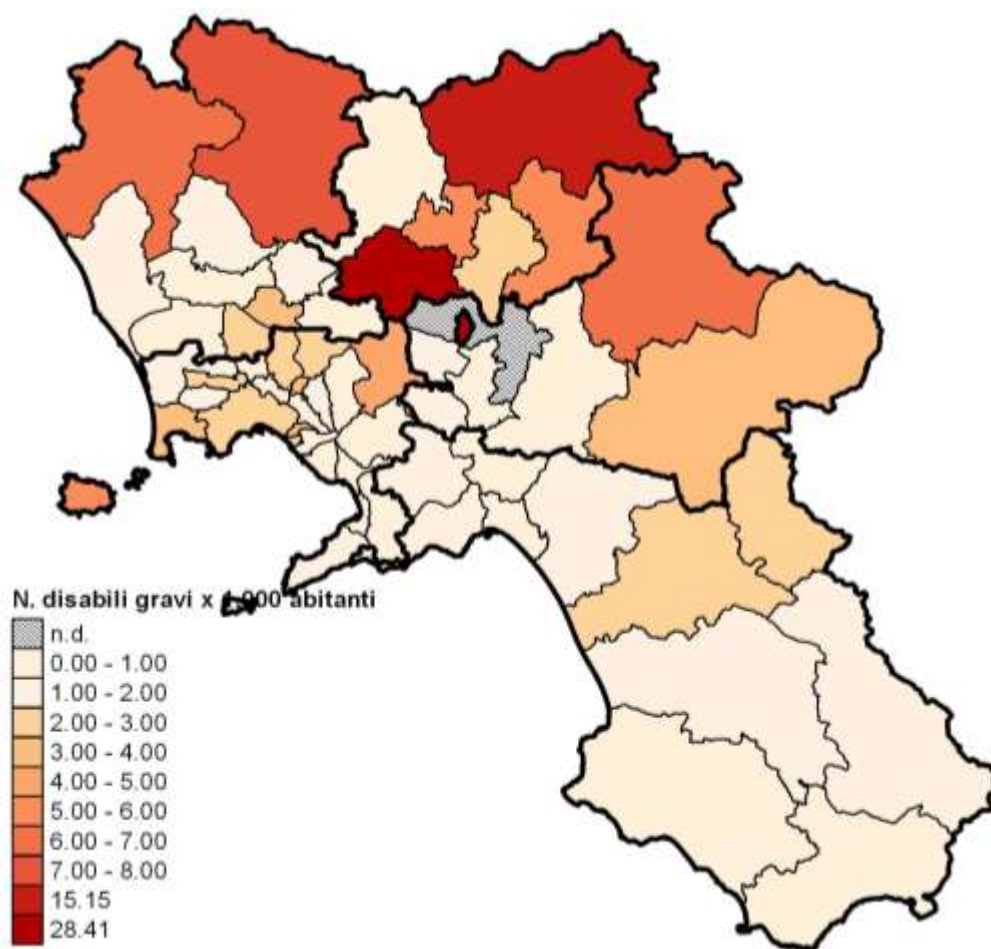 N. disabili gravi x 1.000 abitanti
n.d.
0.00 - 1.00
1.00 - 2.00
2.00 - 3.00
3.00 - 4.00
4.00 - 5.00
5.00 - 6.00
6.00 - 7.00
7.00 - 8.00
15.15
28.41